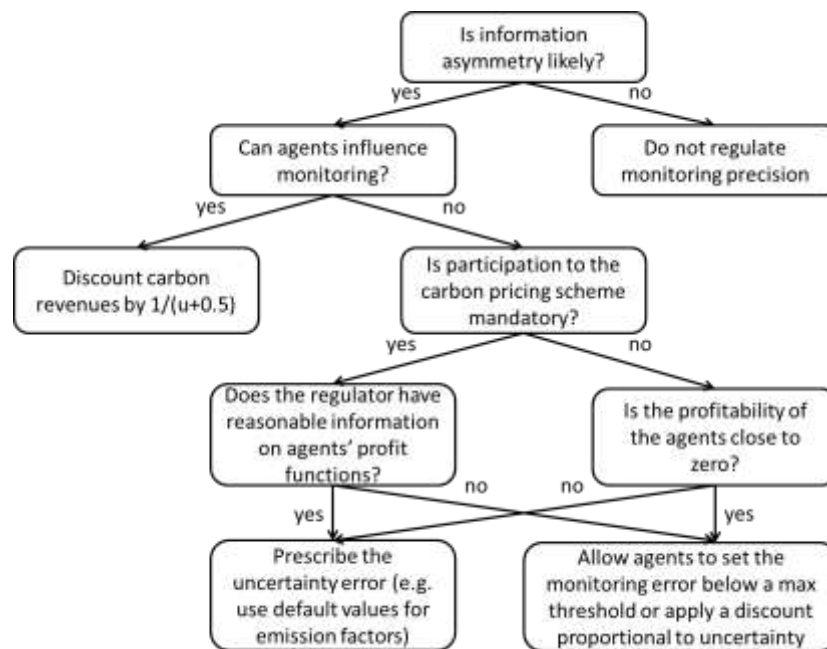 Is information
asymmetry likely?
yes
no
Can agents influence
monitoring?
Do not regulate
monitoring precision
yes
no
Discount carbon
revenues by 1/(u+0.5)
Is participation to the
carbon pricing scheme
mandatory?
yes
no
Does the regulator have
reasonable information
on agents' profit
functions?
Is the profitability of
the agents close to
zero?
no
no
yes
yes
Prescribe the
uncertainty error (e.g.
use default values for
emission factors)
Allow agents to set the
monitoring error below a max
threshold or apply a discount
proportional to uncertainty